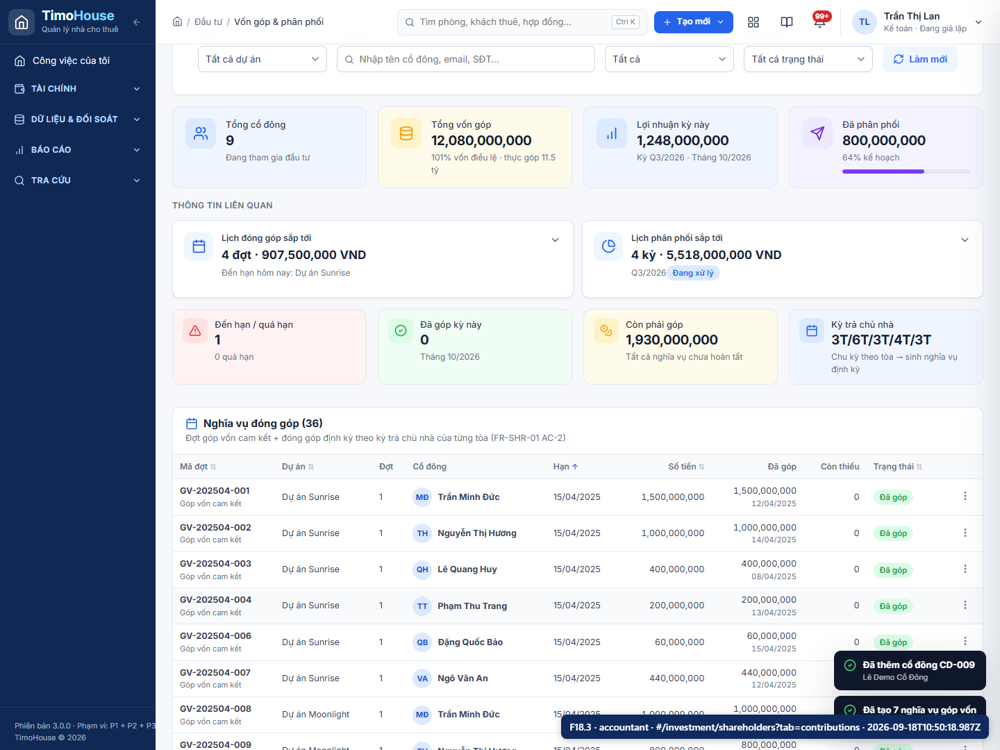 TimoHouse
Quản lý nhà cho thuê
Công việc của tôi
TÀI CHÍNH
DỮ LIỆU & ĐỐI SOÁT
BÁO CÁO
TRA CỨU
Phiên bản 3.0.0 · Phạm vi: P1 + P2 + P3
TimoHouse © 2026
/ Đầu tư / Vốn góp & phân phối
Tìm phòng, khách thuê, hợp đồng... Ctrl K
Tạo mới
99+
TL
Trần Thị Lan
Kế toán · Đang giả lập
Tất cả dự án
Nhập tên cổ đông, email, SĐT...
Tất cả
Tất cả trạng thái
Làm mới
Tổng cổ đông
9
Đang tham gia đầu tư
Tổng vốn góp
12,080,000,000
101% vốn điều lệ · thực góp 11.5
tỷ
Lợi nhuận kỳ này
1,248,000,000
Kỳ Q3/2026 · Tháng 10/2026
Đã phân phối
800,000,000
64% kế hoạch
THÔNG TIN LIÊN QUAN
Lịch đóng góp sắp tới
4 đợt · 907,500,000 VND
Đến hạn hôm nay: Dự án Sunrise
Lịch phân phối sắp tới
4 kỳ · 5,518,000,000 VND
Q3/2026 Đang xử lý
Đến hạn / quá hạn
1
0 quá hạn
Đã góp kỳ này
0
Tháng 10/2026
Còn phải góp
1,930,000,000
Tất cả nghĩa vụ chưa hoàn tất
Kỳ trả chủ nhà
3T/6T/3T/4T/3T
Chu kỳ theo tòa → sinh nghĩa vụ
định kỳ
Nghĩa vụ đóng góp (36)
Đợt góp vốn cam kết + đóng góp định kỳ theo kỳ trả chủ nhà của từng tòa (FR-SHR-01 AC-2)
Mã đợt ⇅ Dự án ⇅ Đợt Cổ đông Hạn ↑ Số tiền ⇅ Đã góp Còn thiếu Trạng thái ⇅
GV-202504-001 Dự án Sunrise 1 MĐ Trần Minh Đức 15/04/2025 1,500,000,000 1,500,000,000 0 Đã góp
Góp vốn cam kết 12/04/2025
GV-202504-002 Dự án Sunrise 1 TH Nguyễn Thị Hương 15/04/2025 1,000,000,000 1,000,000,000 0 Đã góp
Góp vốn cam kết 14/04/2025
GV-202504-003 Dự án Sunrise 1 QH Lê Quang Huy 15/04/2025 400,000,000 400,000,000 0 Đã góp
Góp vốn cam kết 08/04/2025
GV-202504-004 Dự án Sunrise 1 TT Phạm Thu Trang 15/04/2025 200,000,000 200,000,000 0 Đã góp
Góp vốn cam kết 13/04/2025
GV-202504-006 Dự án Sunrise 1 QB Đặng Quốc Bảo 15/04/2025 60,000,000 60,000,000 0 Đã góp
Góp vốn cam kết 15/04/2025
GV-202504-007 Dự án Sunrise 1 VA Ngô Văn An 15/04/2025 440,000,000 440,000,000
Góp vốn cam kết 12/04/2025
GV-202504-008 Dự án Moonlight 1 MĐ Trần Minh Đức 15/04/2025 1,000,000,000 1,000,000,000
Góp vốn cam kết
GV-202504-009 Dự án Moonlight 800,000,000
Đã thêm cổ đông CD-009
Lê Demo Cổ Đông
Đã tạo 7 nghĩa vụ góp vốn
F18.3 · accountant · #/investment/shareholders?tab=contributions · 2026-09-18T10:50:18.987Z